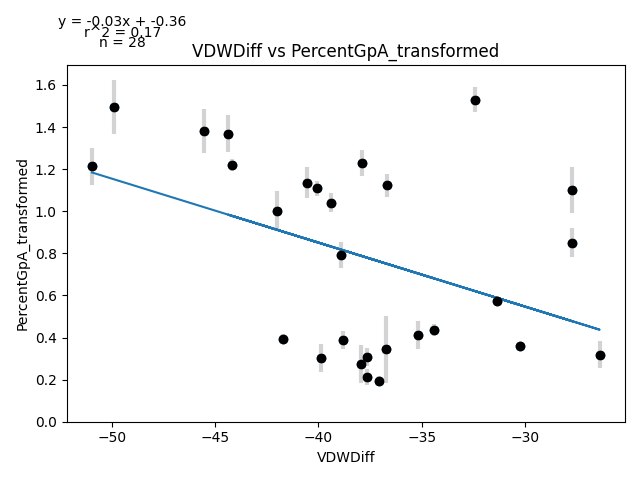 y = -0.03x + -0.36
r^2 = 0.17
n = 28
VDWDiff vs PercentGpA_transformed
PercentGpA_transformed
1.6
1.4
1.2
1.0
0.8
0.6
0.4
0.2
0.0
−50
−45
−40
−35
−30
VDWDiff